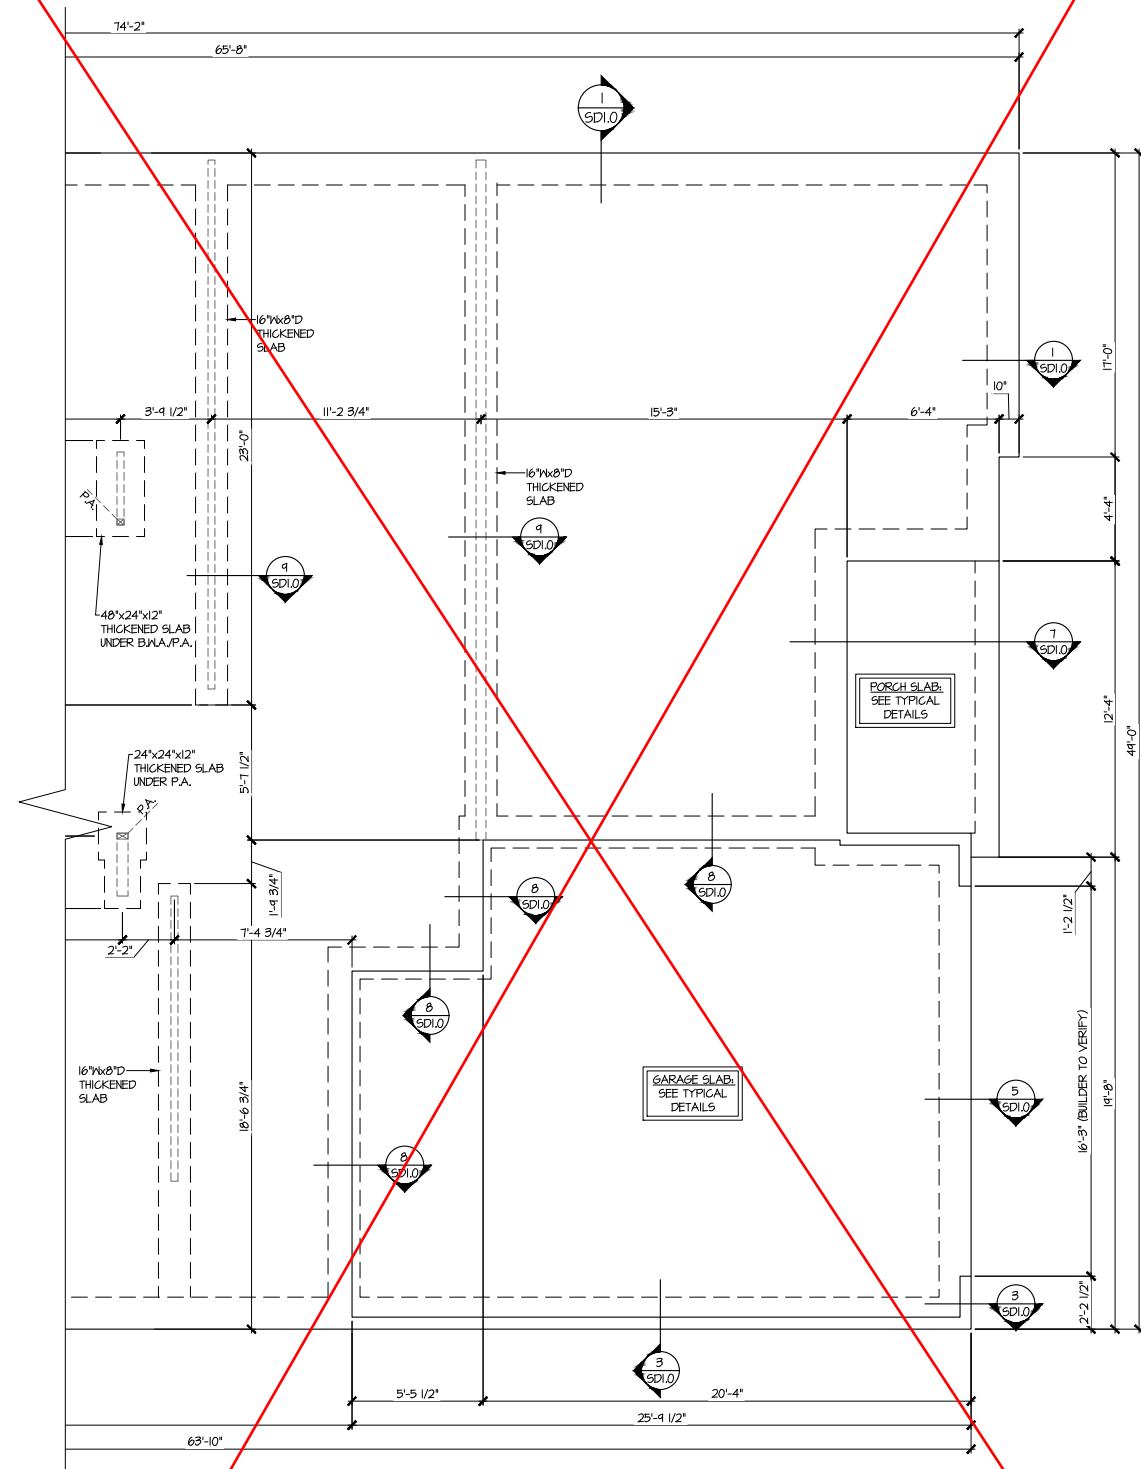 74'-2"
65'-8"
1
SD1.0
16"Wx8"D
THICKENED
SLAB
1
SD1.0
17'-0"
10"
3'-9 1/2"
11'-2 3/4"
15'-3"
6'-4"
23'-0"
16"Wx8"D
THICKENED
SLAB
P.A.
9
SD1.0
4'-4"
9
SD1.0
48"x24"x12"
THICKENED SLAB
UNDER B.W.A./P.A.
7
SD1.0
PORCH SLAB:
SEE TYPICAL
DETAILS
12'-4"
49'-0"
24"x24"x12"
THICKENED SLAB
UNDER P.A.
5'-7 1/2"
P.A.
8
SD1.0
8
SD1.0
1'-9 3/4"
1'-2 1/2"
7'-4 3/4"
2'-2"
8
SD1.0
16"Wx8"D
THICKENED
SLAB
GARAGE SLAB:
SEE TYPICAL
DETAILS
18'-6 3/4"
16'-3" (BUILDER TO VERIFY)
19'-8"
5
SD1.0
8
SD1.0
3
SD1.0
2'-2 1/2"
3
SD1.0
5'-5 1/2"
20'-4"
25'-9 1/2"
63'-10"